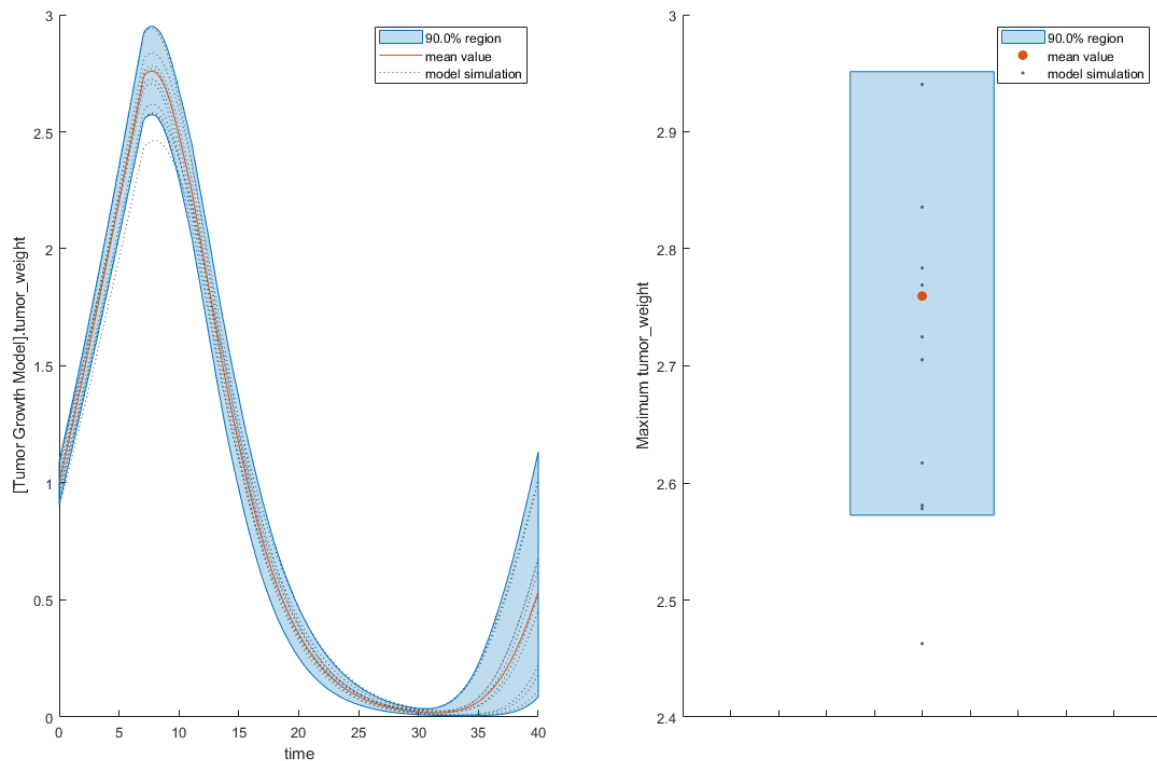 90.0% region
mean value
model simulation
3
2.5
2
1.5
1
0.5
0
[Tumor Growth Model].tumor_weight
0 5 10 15 20 25 30 35 40
time
90.0% region
mean value
model simulation
3
2.9
2.8
2.7
2.6
2.5
2.4
Maximum tumor_weight